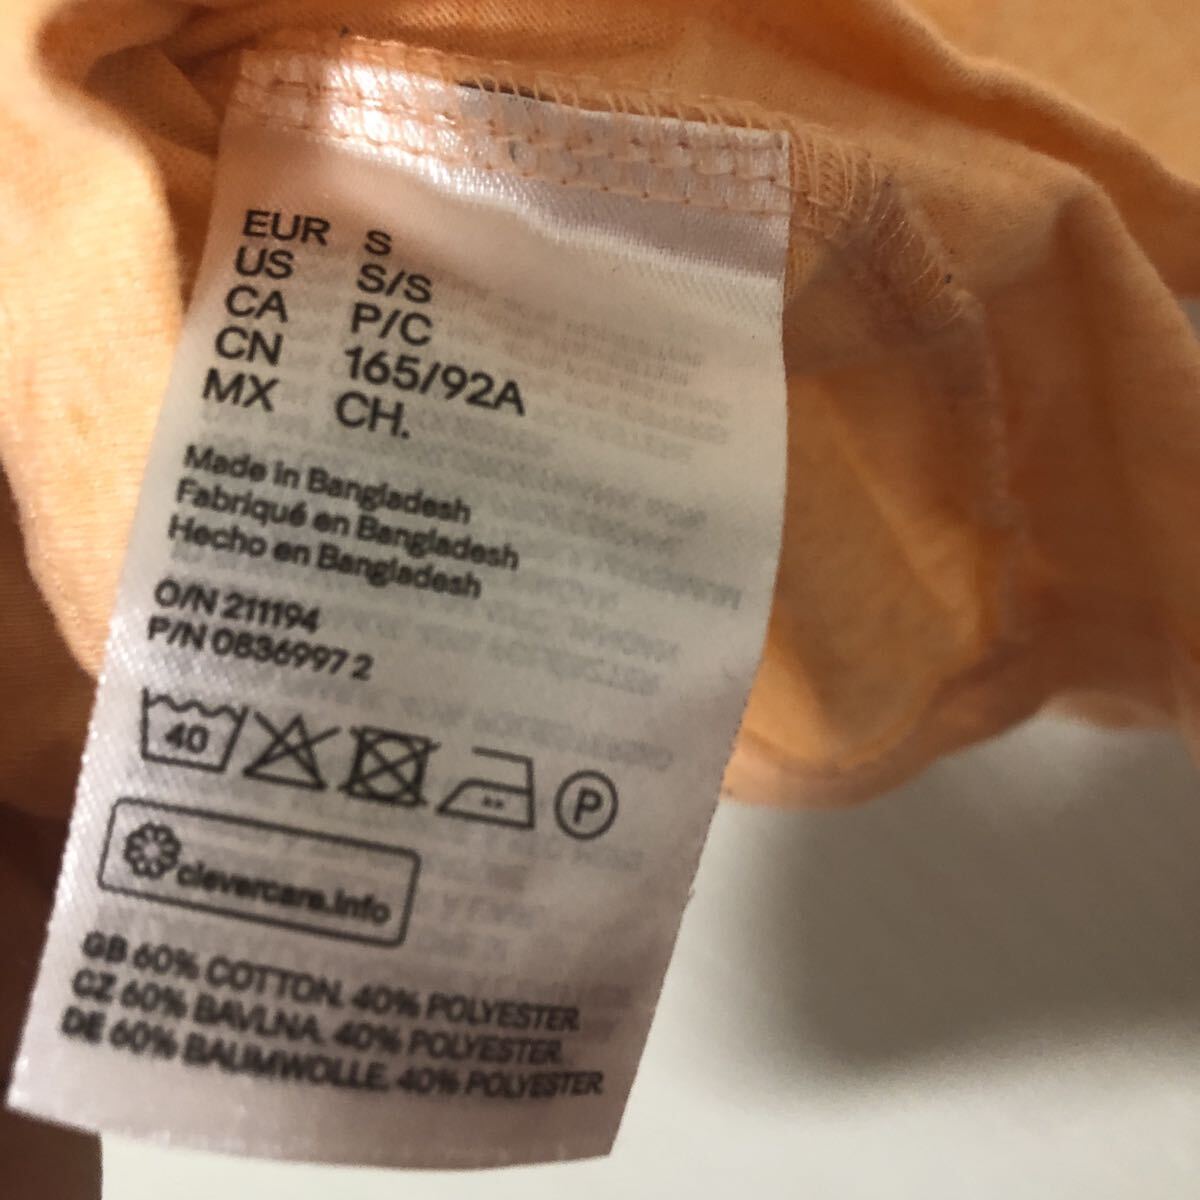 EUR S
US S/S
CA P/C
CN 165/92A
MX CH.
Made in Bangladesh
Fabriqué en Bangladesh
Hecho en Bangladesh
O/N 211194
P/N 0836997 2
40
P
clevercare.info
GB 60% COTTON. 40% POLYESTER.
CZ 60% BAVLNA. 40% POLYESTER.
DE 60% BAUMWOLLE. 40% POLYESTER.